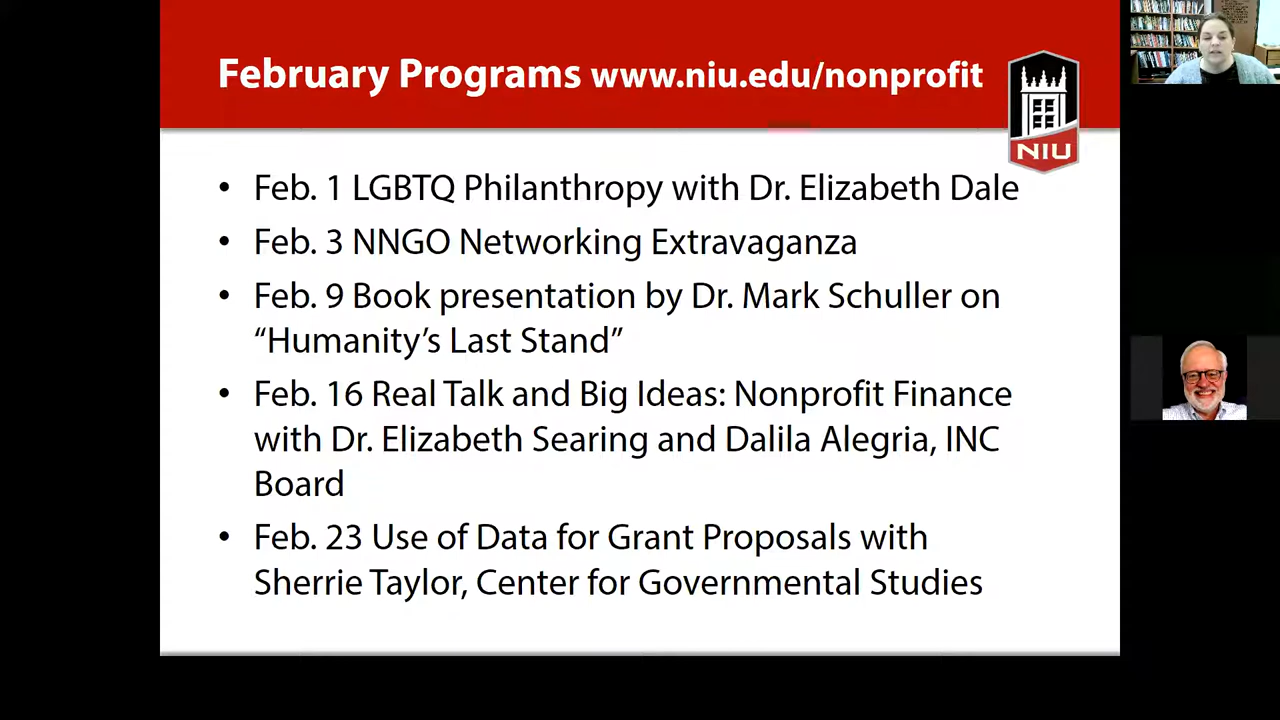 February Programs www.niu.edu/nonprofit
NIU
• Feb. 1 LGBTQ Philanthropy with Dr. Elizabeth Dale
• Feb. 3 NNGO Networking Extravaganza
• Feb. 9 Book presentation by Dr. Mark Schuller on
“Humanity’s Last Stand”
• Feb. 16 Real Talk and Big Ideas: Nonprofit Finance
with Dr. Elizabeth Searing and Dalila Alegria, INC
Board
• Feb. 23 Use of Data for Grant Proposals with
Sherrie Taylor, Center for Governmental Studies